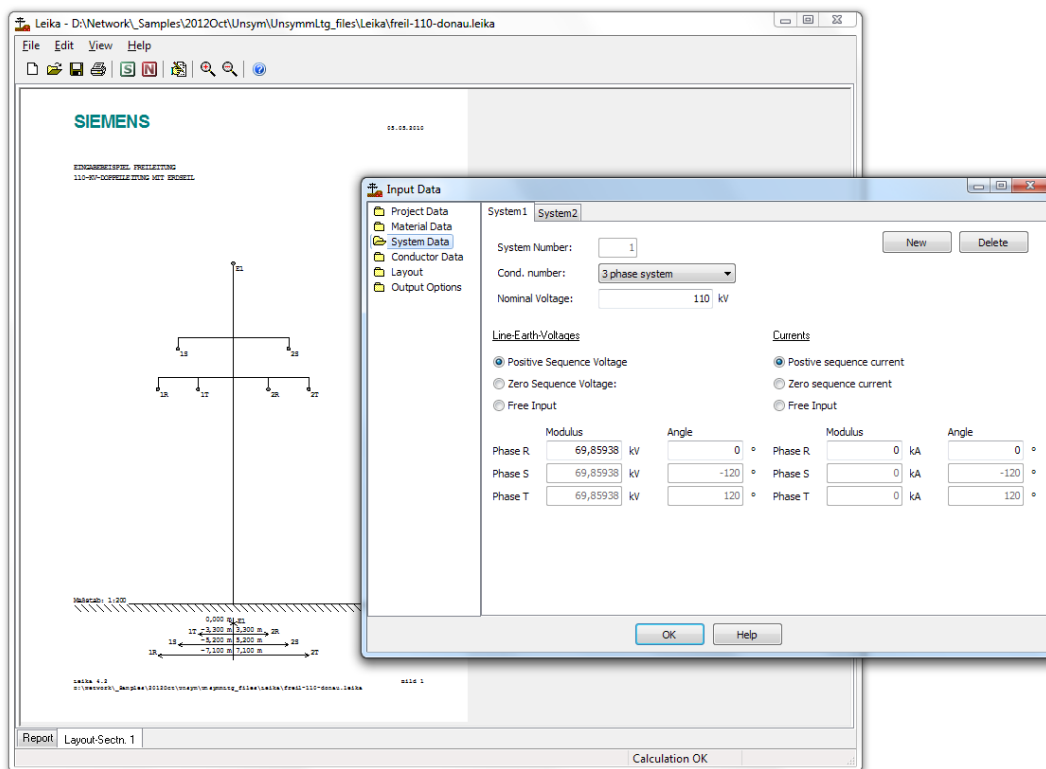 Leika - D:\Network\_Samples\2012Oct\Unsym\UnsymmLtg_files\Leika\freil-110-donau.leika
File Edit View Help
S N
SIEMENS
05.05.2010
EINGABEBEISPIEL FREILEITUNG
110-KV-DOPPELLEITUNG MIT ERDSEIL
E1
1S 2S
1R 1T 2R 2T
Maßstab: 1:200
0,000 m E1
1T -3,300 m 3,300 m 2R
1S -5,200 m 5,200 m 2S
1R -7,100 m 7,100 m 2T
Leika 4.2 Bild 1
Report Layout-Sectn. 1
Calculation OK
Input Data
Project Data
Material Data
System Data
Conductor Data
Layout
Output Options
System1 System2
System Number: 1 New Delete
Cond. number: 3 phase system
Nominal Voltage: 110 kV
Line-Earth-Voltages Currents
Positive Sequence Voltage Postive sequence current
Zero Sequence Voltage: Zero sequence current
Free Input Free Input
Modulus Angle Modulus Angle
Phase R 69,85938 kV 0 ° Phase R 0 kA 0 °
Phase S 69,85938 kV -120 ° Phase S 0 kA -120 °
Phase T 69,85938 kV 120 ° Phase T 0 kA 120 °
OK Help